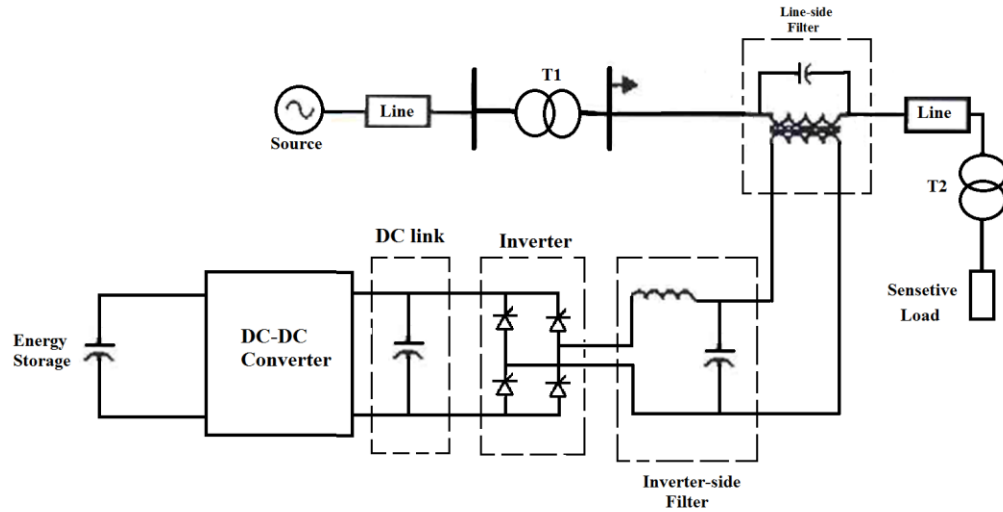 Line-side
Filter
T1
Line
Source
Line
T2
DC link
Inverter
Sensetive
Load
Energy
Storage
DC-DC
Converter
Inverter-side
Filter